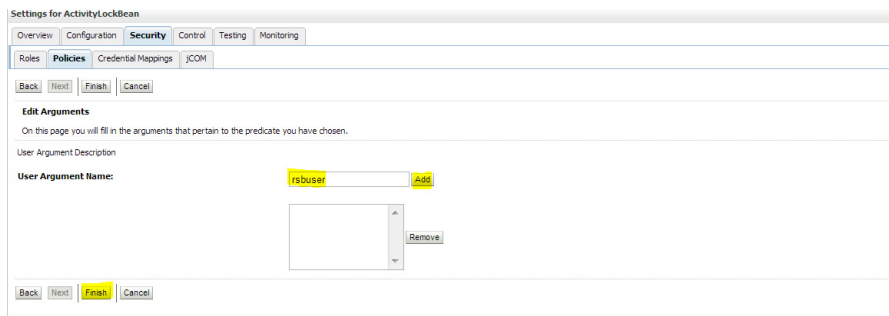 Settings for ActivityLockBean
Overview Configuration Security Control Testing Monitoring
Roles Policies Credential Mappings jCOM
Back Next Finish Cancel
Edit Arguments
On this page you will fill in the arguments that pertain to the predicate you have chosen.
User Argument Description
User Argument Name: rsbuser Add
Remove
Back Next Finish Cancel